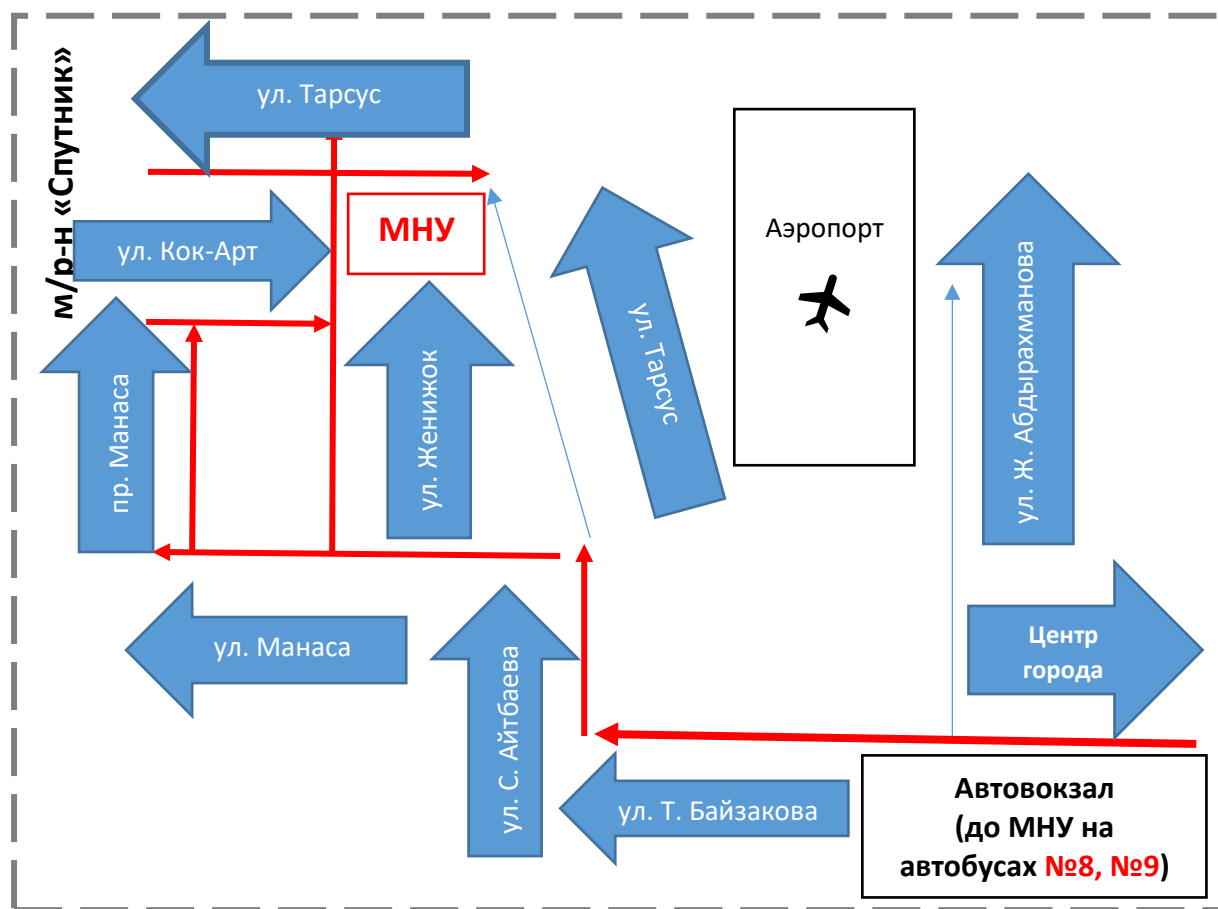 м/р-н «Спутник»
ул. Тарсус
МНУ
ул. Кок-Арт
Аэропорт
ул. Тарсус
ул. Ж. Абдырахманова
пр. Манаса
ул. Женижок
ул. Манаса
ул. С. Айтбаева
Центр
города
ул. Т. Байзакова
Автовокзал
(до МНУ на
автобусах №8, №9)